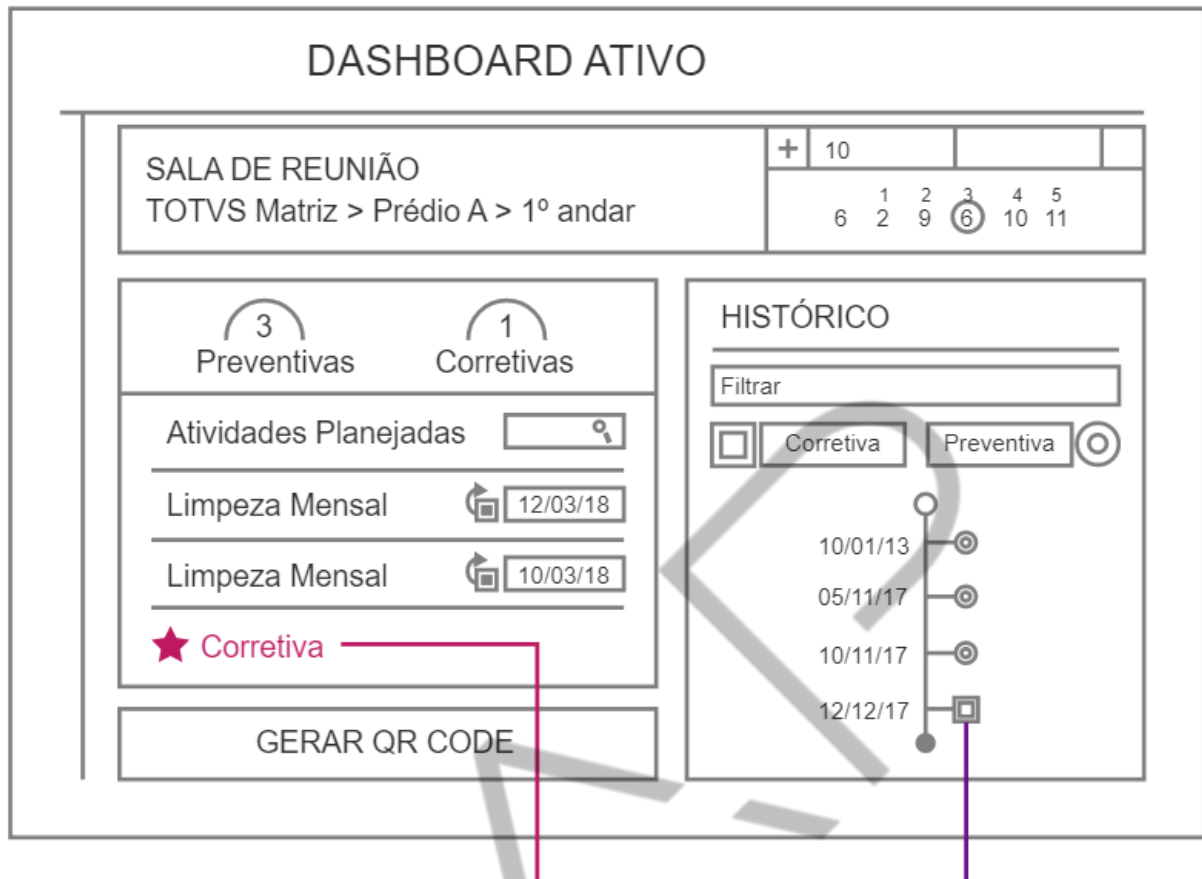 DASHBOARD ATIVO
SALA DE REUNIÃO
TOTVS Matriz > Prédio A > 1º andar
+ 10
1 2 3 4 5
6 2 9 6 10 11
3 1
Preventivas Corretivas
Atividades Planejadas
Limpeza Mensal 12/03/18
Limpeza Mensal 10/03/18
Corretiva
GERAR QR CODE
HISTÓRICO
Filtrar
Corretiva Preventiva
10/01/13
05/11/17
10/11/17
12/12/17